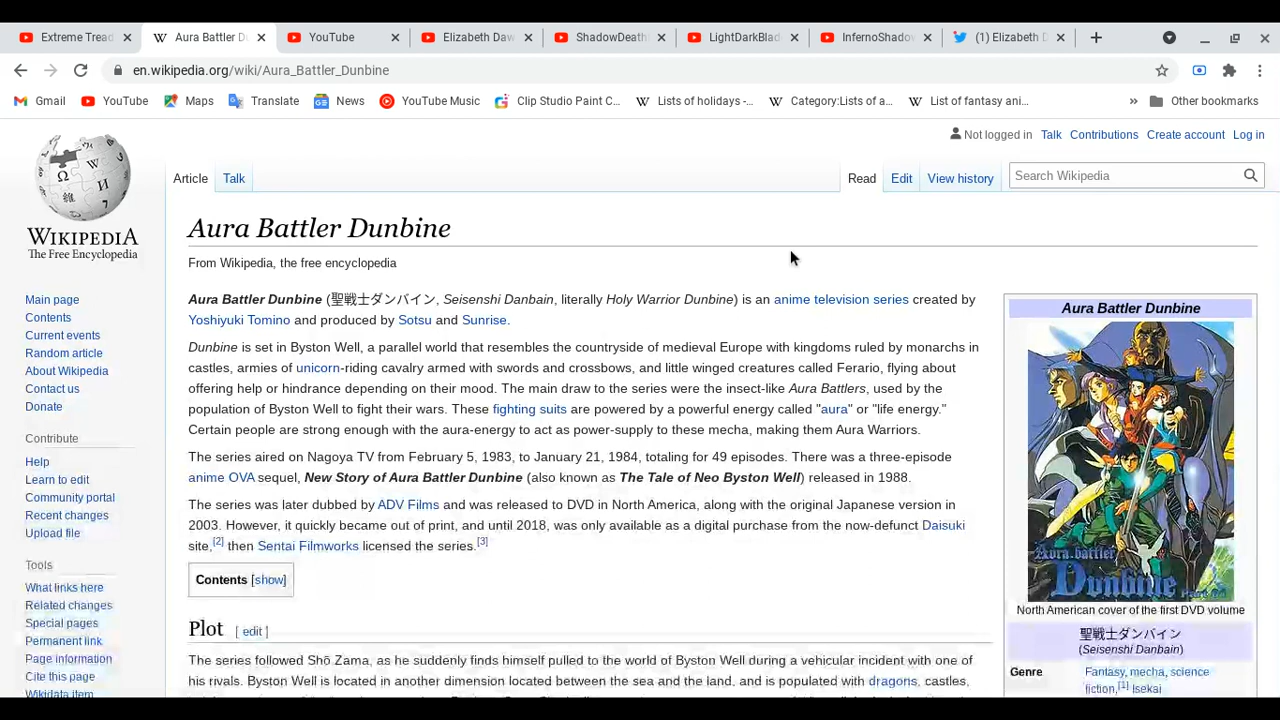 Extreme Tread
Aura Battler Du
YouTube
Elizabeth Daw
ShadowDeath
LightDarkBlad
InfernoShadow
(1) Elizabeth D
en.wikipedia.org/wiki/Aura_Battler_Dunbine
Gmail
YouTube
Maps
Translate
News
YouTube Music
Clip Studio Paint C...
Lists of holidays -...
Category:Lists of a...
List of fantasy ani...
»
Other bookmarks
Not logged in
Talk
Contributions
Create account
Log in
WIKIPEDIA
The Free Encyclopedia
Article
Talk
Read
Edit
View history
Search Wikipedia
Main page
Contents
Current events
Random article
About Wikipedia
Contact us
Donate
Contribute
Help
Learn to edit
Community portal
Recent changes
Upload file
Tools
What links here
Related changes
Special pages
Permanent link
Page information
Cite this page
Wikidata item
Aura Battler Dunbine
From Wikipedia, the free encyclopedia
Aura Battler Dunbine (聖戦士ダンバイン, Seisenshi Danbain, literally Holy Warrior Dunbine) is an anime television series created by
Yoshiyuki Tomino and produced by Sotsu and Sunrise.
Dunbine is set in Byston Well, a parallel world that resembles the countryside of medieval Europe with kingdoms ruled by monarchs in
castles, armies of unicorn-riding cavalry armed with swords and crossbows, and little winged creatures called Ferario, flying about
offering help or hindrance depending on their mood. The main draw to the series were the insect-like Aura Battlers, used by the
population of Byston Well to fight their wars. These fighting suits are powered by a powerful energy called "aura" or "life energy."
Certain people are strong enough with the aura-energy to act as power-supply to these mecha, making them Aura Warriors.
The series aired on Nagoya TV from February 5, 1983, to January 21, 1984, totaling for 49 episodes. There was a three-episode
anime OVA sequel, New Story of Aura Battler Dunbine (also known as The Tale of Neo Byston Well) released in 1988.
The series was later dubbed by ADV Films and was released to DVD in North America, along with the original Japanese version in
2003. However, it quickly became out of print, and until 2018, was only available as a digital purchase from the now-defunct Daisuki
site,[2] then Sentai Filmworks licensed the series.[3]
Contents [show]
Plot [ edit ]
The series followed Shō Zama, as he suddenly finds himself pulled to the world of Byston Well during a vehicular incident with one of
his rivals. Byston Well is located in another dimension located between the sea and the land, and is populated with dragons, castles,
Aura Battler Dunbine
Aura battler
Dunbine
North American cover of the first DVD volume
聖戦士ダンバイン
(Seisenshi Danbain)
Genre
Fantasy, mecha, science
fiction,[1] Isekai